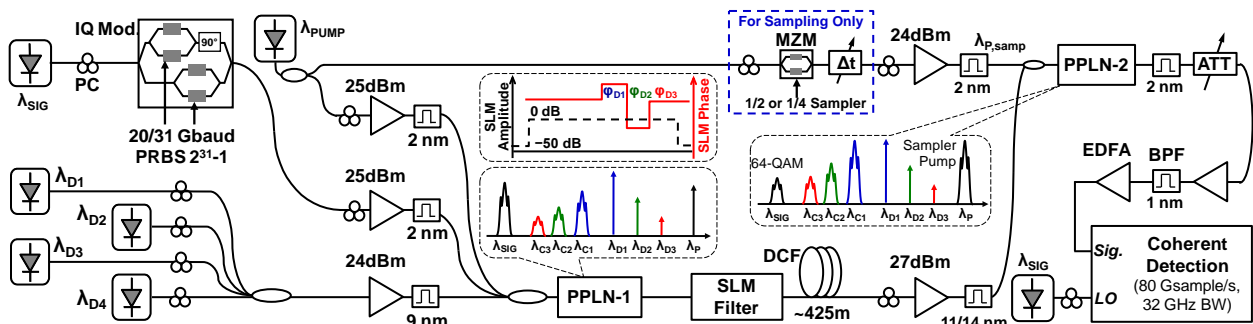 IQ Mod.
90°
λSIG
PC
20/31 Gbaud
PRBS 2³¹-1
λPUMP
25dBm
2 nm
25dBm
2 nm
λD1
λD2
λD3
λD4
24dBm
9 nm
SLM
Amplitude
0 dB
−50 dB
φD1 φD2 φD3
SLM Phase
λSIG λC3 λC2 λC1 λD1 λD2 λD3 λP
PPLN-1
SLM
Filter
DCF
~425m
27dBm
11/14 nm
For Sampling Only
MZM
Δt
1/2 or 1/4 Sampler
24dBm
λP,samp
2 nm
PPLN-2
2 nm
ATT
64-QAM
Sampler
Pump
λSIG λC3 λC2 λC1 λD1 λD2 λD3 λP
EDFA
BPF
1 nm
λSIG
Sig.
LO
Coherent
Detection
(80 Gsample/s,
32 GHz BW)